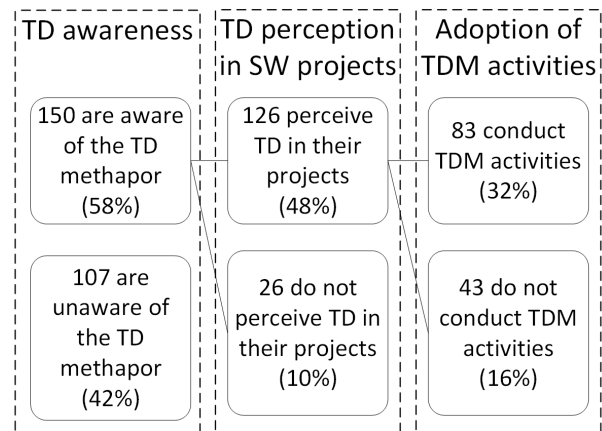 TD awareness
150 are aware
of the TD
methapor
(58%)
107 are
unaware of
the TD
methapor
(42%)
TD perception
in SW projects
126 perceive
TD in their
projects
(48%)
26 do not
perceive TD in
their projects
(10%)
Adoption of
TDM activities
83 conduct
TDM activities
(32%)
43 do not
conduct TDM
activities
(16%)